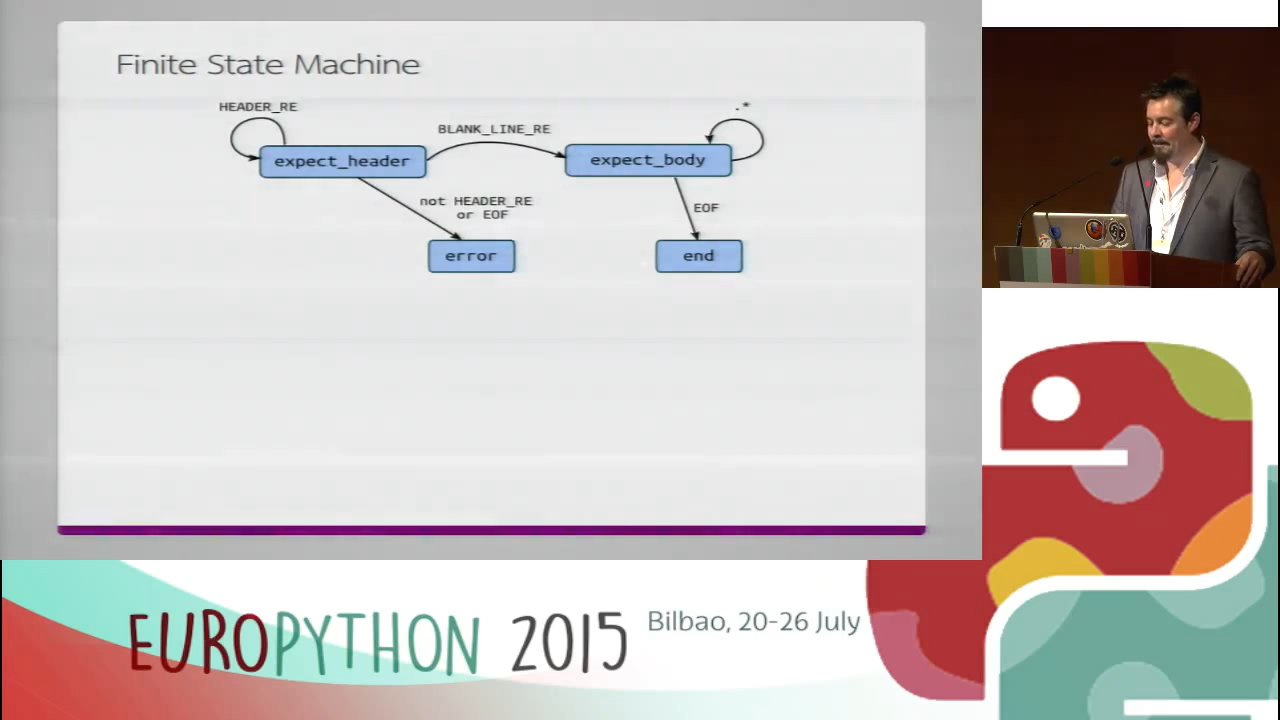 Finite State Machine
HEADER_RE
BLANK_LINE_RE
.*
expect_header
expect_body
not HEADER_RE
or EOF
EOF
error
end
EUROPYTHON 2015
Bilbao, 20-26 July